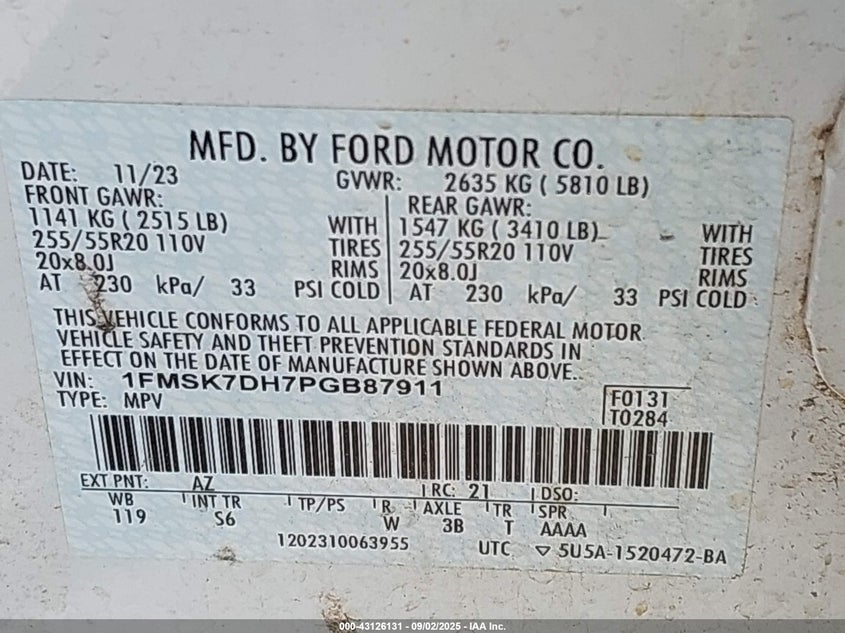 MFD. BY FORD MOTOR CO.
DATE: 11/23 GVWR: 2635 KG ( 5810 LB)
FRONT GAWR: REAR GAWR:
1141 KG ( 2515 LB) WITH 1547 KG ( 3410 LB) WITH
255/55R20 110V TIRES 255/55R20 110V TIRES
20x8.0J RIMS 20x8.0J RIMS
AT 230 kPa/ 33 PSI COLD AT 230 kPa/ 33 PSI COLD
THIS VEHICLE CONFORMS TO ALL APPLICABLE FEDERAL MOTOR
VEHICLE SAFETY AND THEFT PREVENTION STANDARDS IN
EFFECT ON THE DATE OF MANUFACTURE SHOWN ABOVE.
VIN: 1FMSK7DH7PGB87911
TYPE: MPV
F0131
T0284
EXT PNT: AZ RC: 21 DSO:
WB INT TR TP/PS R AXLE TR SPR
119 S6 W 3B T AAAA
1202310063955 UTC ▽ 5U5A-1520472-BA
000-43126131 - 09/02/2025 - IAA Inc.